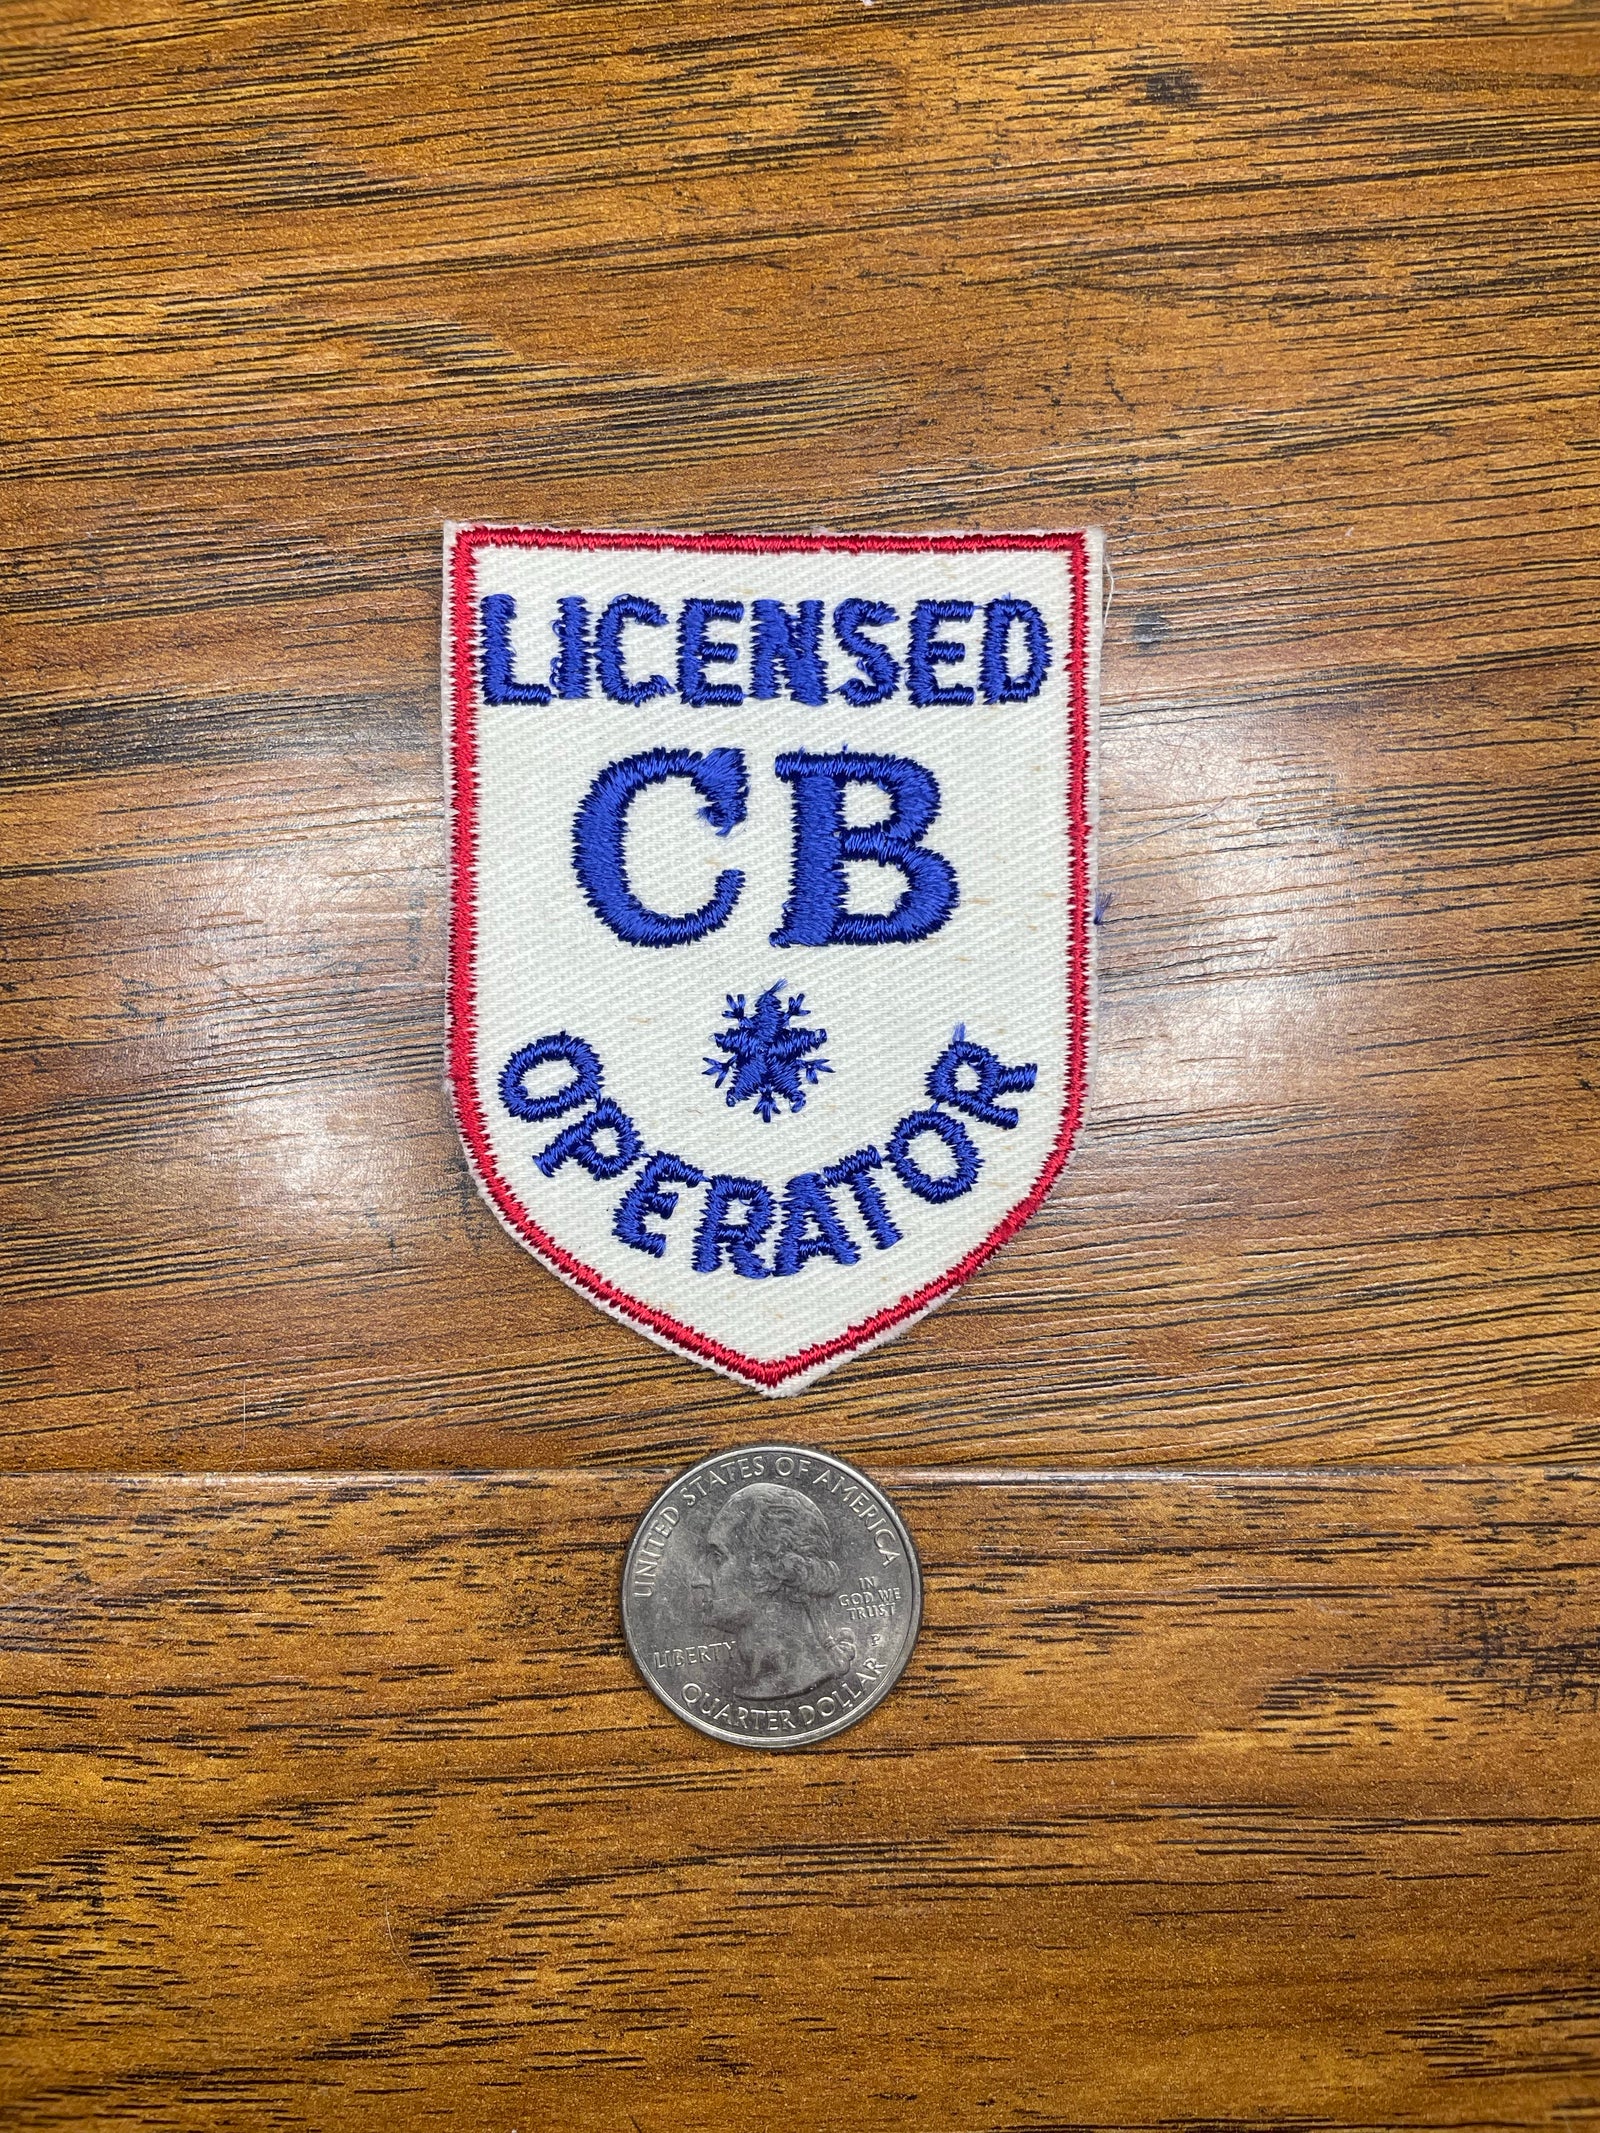 LICENSED
CB
OPERATOR
UNITED STATES OF AMERICA
IN
GOD WE
TRUST
LIBERTY
P
QUARTER DOLLAR